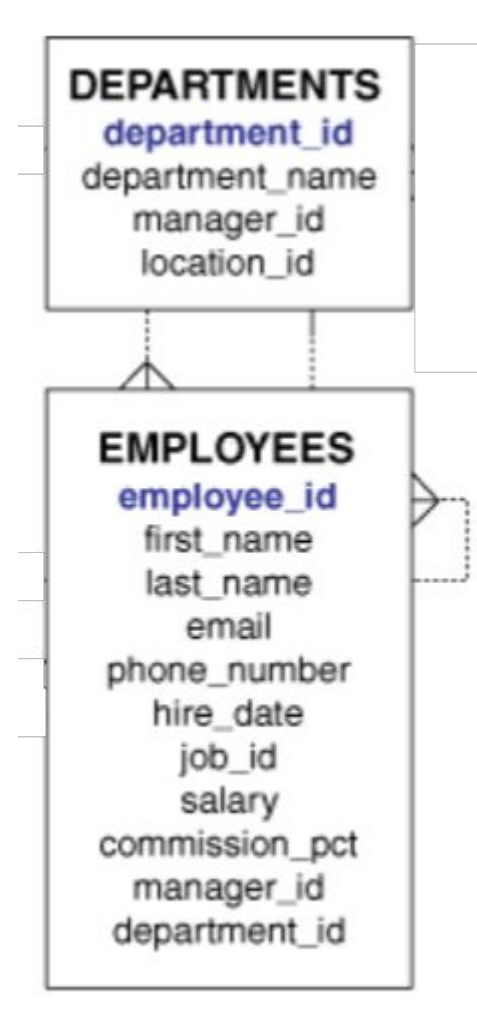 DEPARTMENTS
department_id
department_name
manager_id
location_id
EMPLOYEES
employee_id
first_name
last_name
email
phone_number
hire_date
job_id
salary
commission_pct
manager_id
department_id